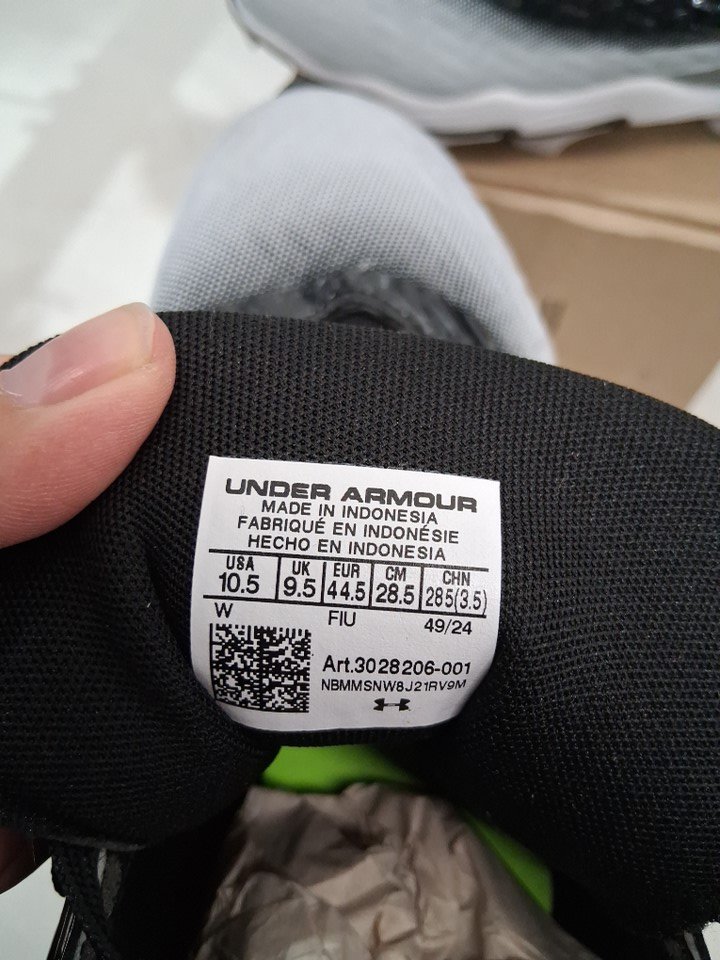 UNDER ARMOUR
MADE IN INDONESIA
FABRIQUÉ EN INDONÉSIE
HECHO EN INDONESIA
USA UK EUR CM CHN
10.5 9.5 44.5 28.5 285(3.5)
W FIU 49/24
Art.3028206-001
NBMMSNW8J21RV9M